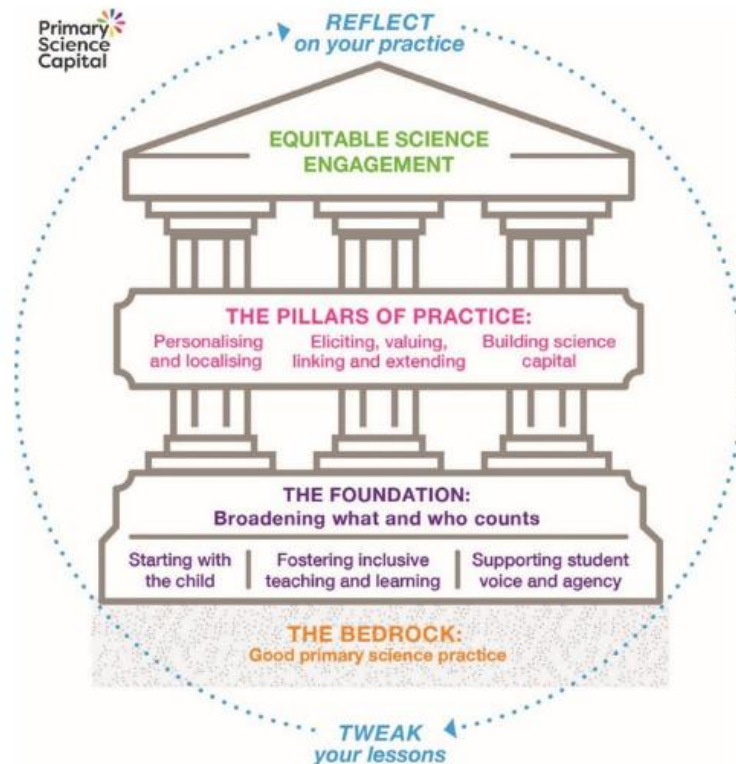 Primary
Science
Capital
REFLECT
on your practice
EQUITABLE SCIENCE
ENGAGEMENT
THE PILLARS OF PRACTICE:
Personalising
and localising
Eliciting, valuing,
linking and extending
Building science
capital
THE FOUNDATION:
Broadening what and who counts
Starting with
the child
Fostering inclusive
teaching and learning
Supporting student
voice and agency
THE BEDROCK:
Good primary science practice
TWEAK
your lessons